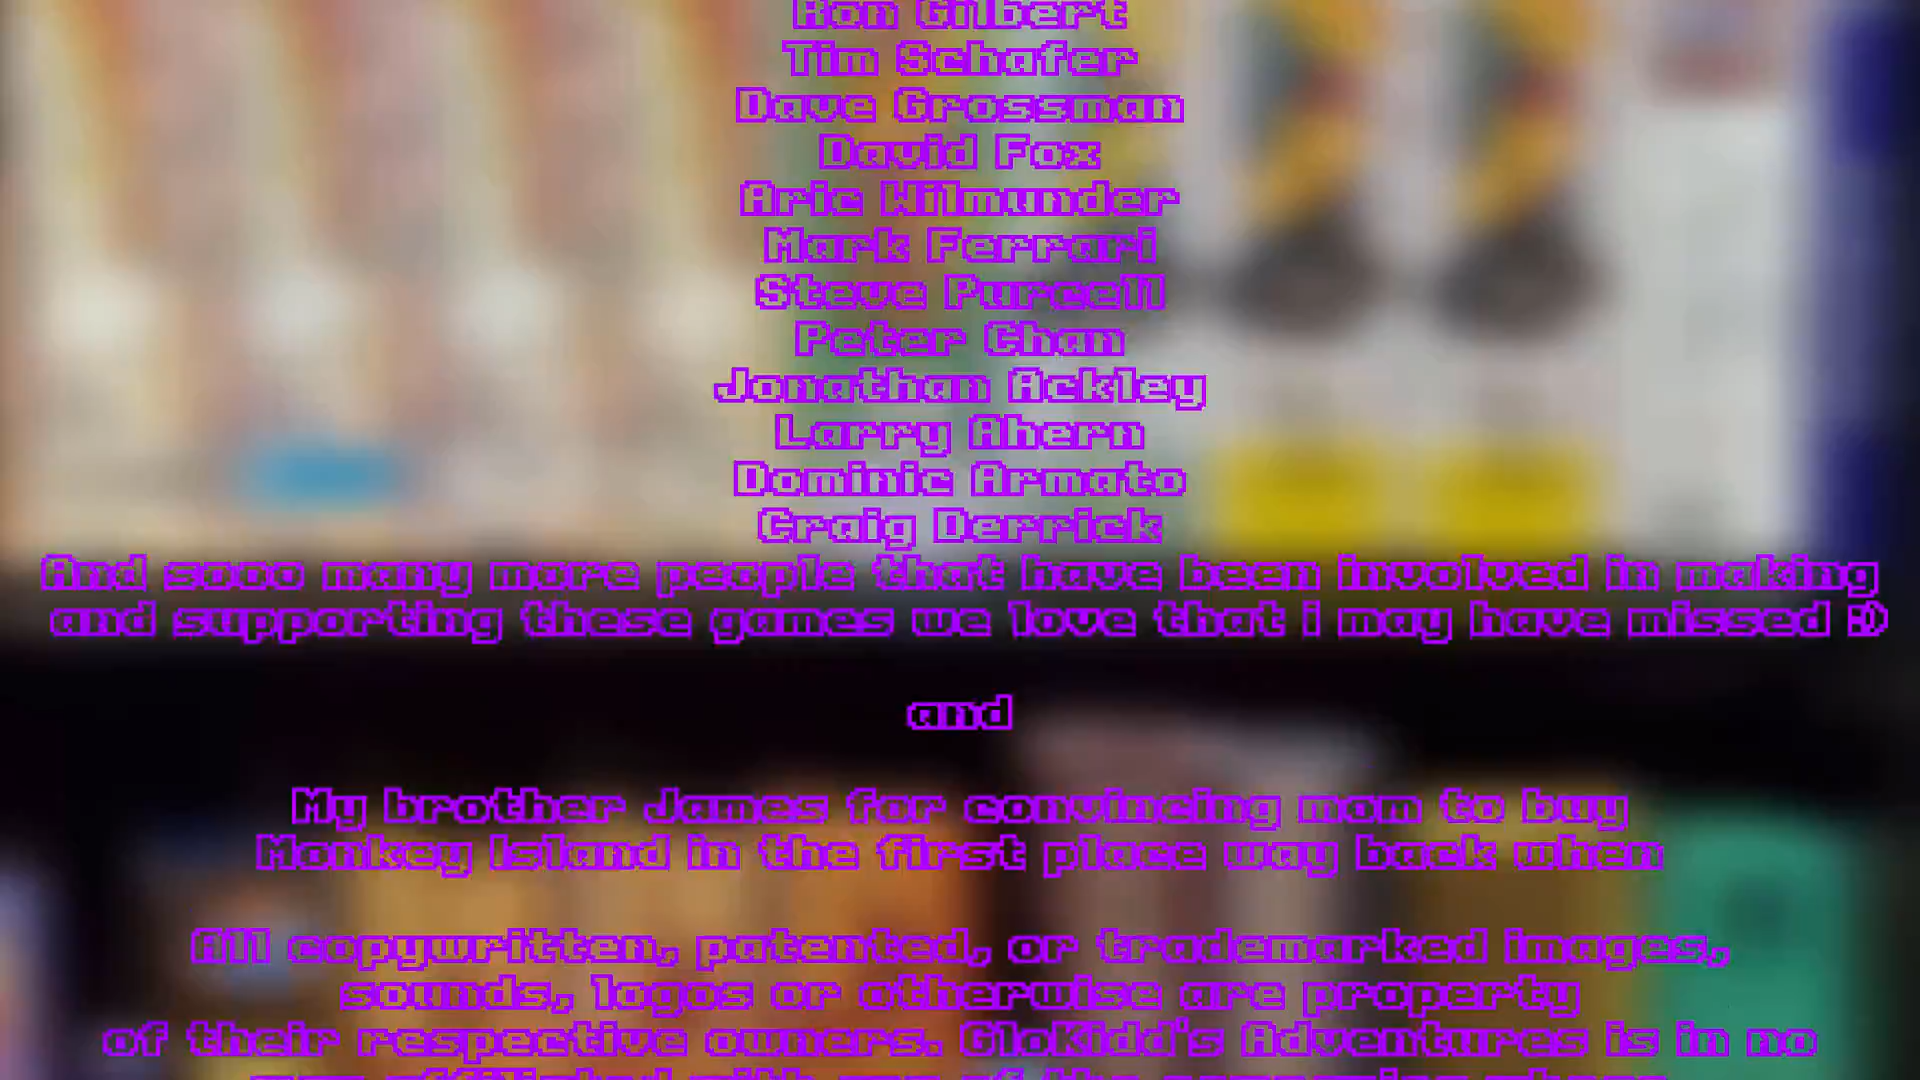 Ron Gilbert
Tim Schafer
Dave Grossman
David Fox
Aric Wilmunder
Mark Ferrari
Steve Purcell
Peter Chan
Jonathan Ackley
Larry Ahern
Dominic Armato
Craig Derrick
And sooo many more people that have been involved in making
and supporting these games we love that i may have missed :)
and
My brother James for convincing mom to buy
Monkey Island in the first place way back when
All copywritten, patented, or trademarked images,
sounds, logos or otherwise are property
of their respective owners. GloKidd's Adventures is in no